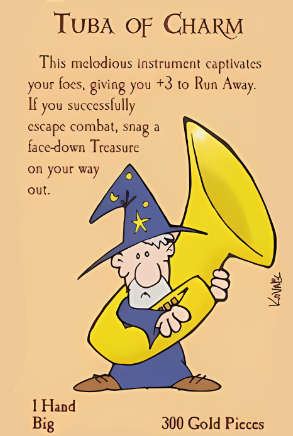 Tuba of Charm
This melodious instrument captivates
your foes, giving you +3 to Run Away.
If you successfully
escape combat, snag a
face-down Treasure
on your way
out.
Kovalic
1 Hand
Big
300 Gold Pieces